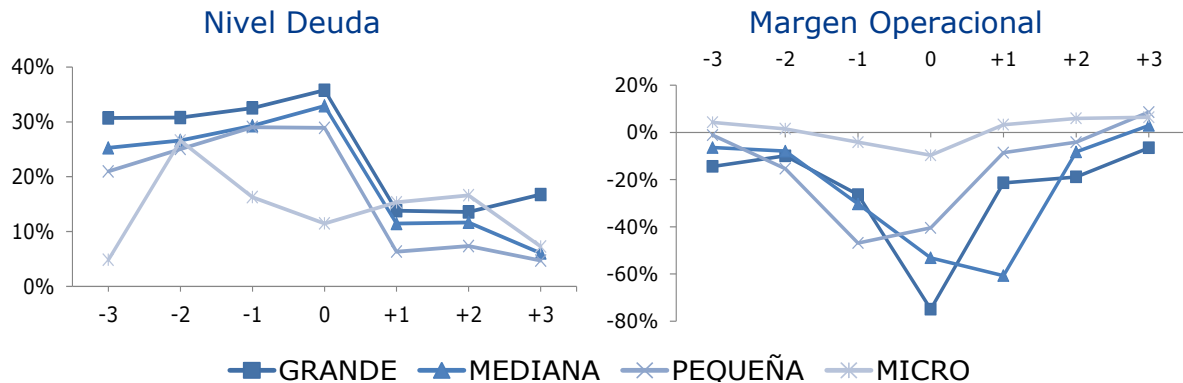 Nivel Deuda
40%
30%
20%
10%
0%
-3 -2 -1 0 +1 +2 +3
Margen Operacional
-3 -2 -1 0 +1 +2 +3
20%
0%
-20%
-40%
-60%
-80%
GRANDE MEDIANA PEQUEÑA MICRO